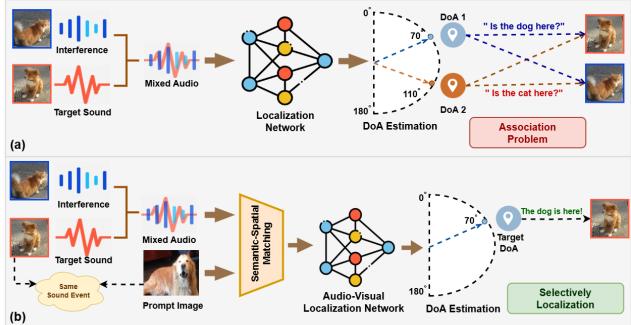 Interference
Target Sound
Mixed Audio
Localization
Network
0°
70°
110°
180°
DoA Estimation
DoA 1
DoA 2
" Is the dog here?"
" Is the cat here?"
Association
Problem
(a)
Interference
Target Sound
Mixed Audio
Same
Sound Event
Prompt Image
Semantic-Spatial
Matching
Audio-Visual
Localization Network
0°
70°
180°
DoA Estimation
Target
DoA
The dog is here!
Selectively
Localization
(b)